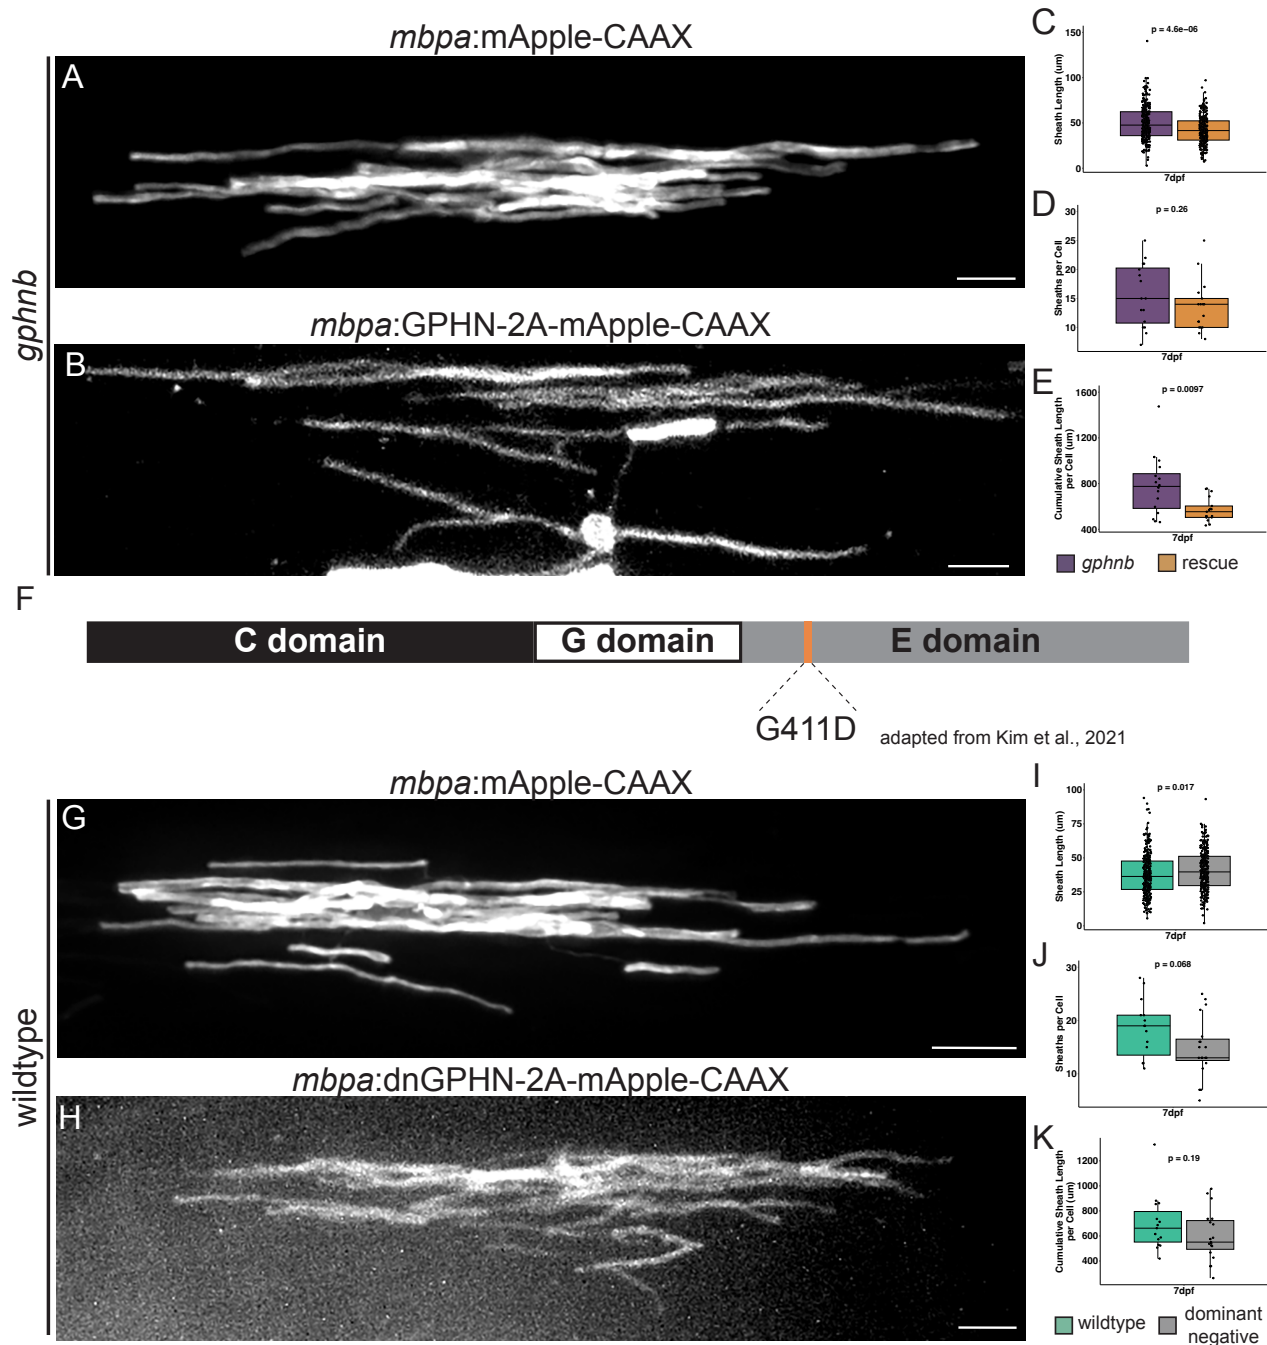 mbpa:mApple-CAAX
A
gphnb
mbpa:GPHN-2A-mApple-CAAX
B
C
p = 4.6e−06
150
100
50
0
Sheath Length (um)
7dpf
D
p = 0.26
30
25
20
15
10
Sheaths per Cell
7dpf
E
p = 0.0097
1600
1200
800
400
Cumulative Sheath Length
per Cell (um)
7dpf
gphnb
rescue
F
C domain
G domain
E domain
G411D
adapted from Kim et al., 2021
mbpa:mApple-CAAX
G
wildtype
mbpa:dnGPHN-2A-mApple-CAAX
H
I
p = 0.017
100
75
50
25
0
Sheath Length (um)
7dpf
J
p = 0.068
30
20
10
Sheaths per Cell
7dpf
K
p = 0.19
1200
1000
800
600
400
Cumulative Sheath Length
per Cell (um)
7dpf
wildtype
dominant
negative